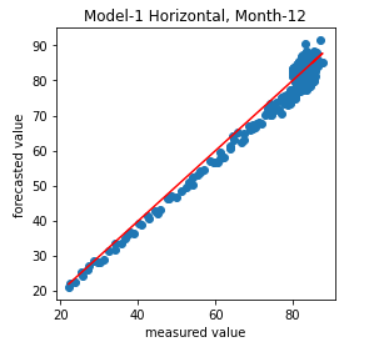 Model-1 Horizontal, Month-12
90
80
70
60
50
40
30
20
forecasted value
20 40 60 80
measured value